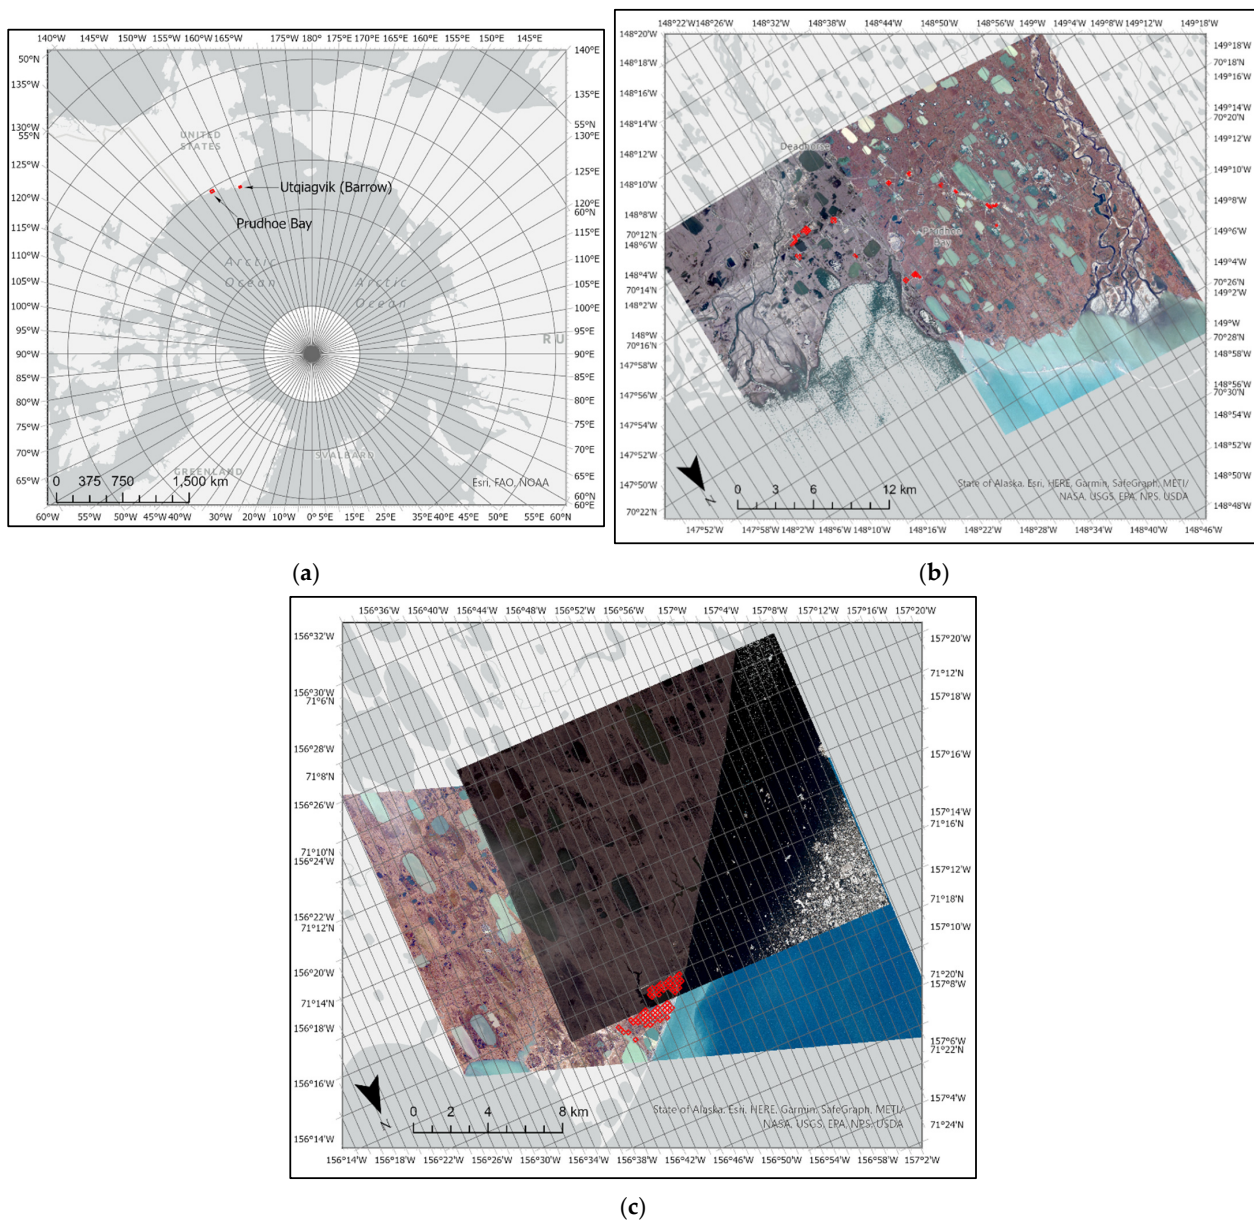 140°W 145°W 150°W 155°W 160°W 165°W 175°W 180° 175°E 170°E 165°E 160°E 155°E 150°E 145°E
140°E
50°N
135°E
130°E
125°E
55°N
130°E
120°E
60°N
115°E
110°E
105°E
100°E
95°E
90°E
85°E
80°E
75°E
70°E
65°E
60°N
60°E
130°W
55°N
125°W
120°W
115°W
110°W
105°W
100°W
95°W
90°W
85°W
80°W
75°W
70°W
65°W
60°W 55°W 50°W 45°W 40°W 30°W 20°W 10°W 0° 5°E 15°E 25°E 35°E 40°E 45°E 50°E 55°E 60°N
UNITED
STATES
Utqiagvik (Barrow)
Prudhoe Bay
Arctic
Ocean
Arctic
Ocean
RU
SVALBARD
GREENLAND
0 375 750 1,500 km
Esri, FAO, NOAA
(a)
148°22'W 148°26'W 148°32'W 148°38'W 148°44'W 148°50'W 148°56'W 149°W 149°4'W 149°8'W 149°12'W 149°18'W
148°20'W
148°18'W
148°16'W
148°14'W
148°12'W
148°10'W
148°8'W
70°12'N
148°6'W
148°4'W
70°14'N
148°2'W
148°W
70°16'N
147°58'W
147°56'W
147°54'W
147°52'W
147°50'W
70°22'N
149°18'W
70°18'N
149°16'W
149°14'W
70°20'N
149°12'W
149°10'W
149°8'W
149°6'W
149°4'W
70°26'N
149°2'W
149°W
70°28'N
148°58'W
148°56'W
70°30'N
148°54'W
148°52'W
148°50'W
148°48'W
147°52'W 147°58'W 148°2'W 148°6'W 148°10'W 148°16'W 148°22'W 148°28'W 148°34'W 148°40'W 148°46'W
Deadhorse
Prudhoe
Bay
N
0 3 6 12 km
State of Alaska, Esri, HERE, Garmin, SafeGraph, METI/
NASA, USGS, EPA, NPS, USDA
(b)
156°36'W 156°40'W 156°44'W 156°48'W 156°52'W 156°56'W 157°W 157°4'W 157°8'W 157°12'W 157°16'W 157°20'W
156°32'W
156°30'W
71°6'N
156°28'W
71°8'N
156°26'W
71°10'N
156°24'W
156°22'W
71°12'N
156°20'W
71°14'N
156°18'W
156°16'W
156°14'W
157°20'W
71°12'N
157°18'W
157°16'W
157°14'W
71°16'N
157°12'W
71°18'N
157°10'W
71°20'N
157°8'W
157°6'W
71°22'N
157°4'W
71°24'N
156°14'W 156°18'W 156°22'W 156°26'W 156°30'W 156°38'W 156°42'W 156°46'W 156°50'W 156°54'W 156°58'W 157°2'W
N
0 2 4 8 km
State of Alaska, Esri, HERE, Garmin, SafeGraph, METI/
NASA, USGS, EPA, NPS, USDA
(c)